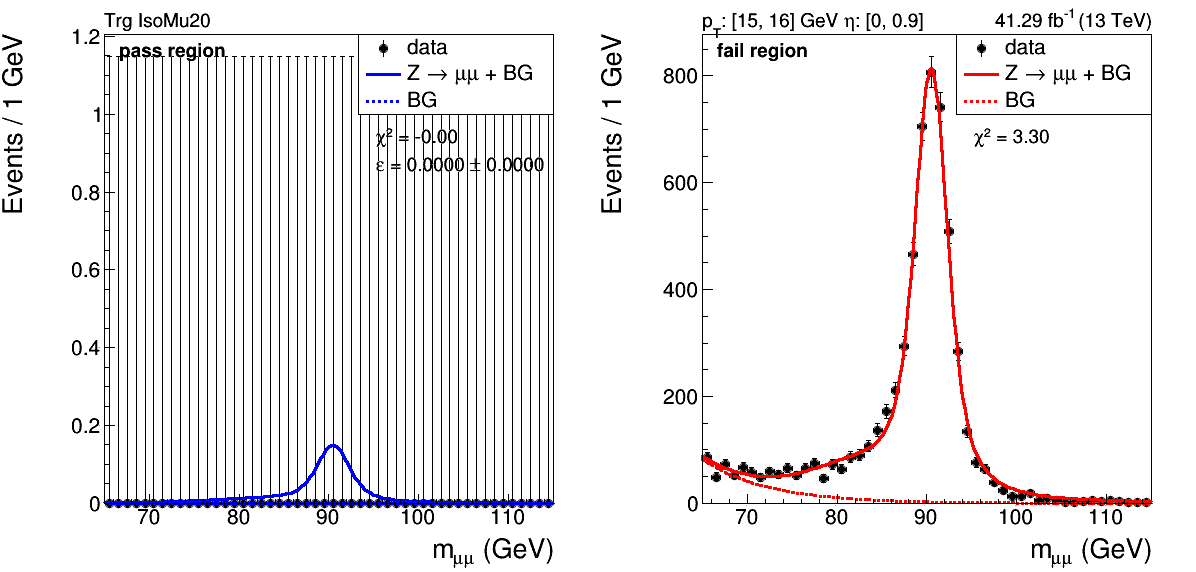 Trg IsoMu20
pass region
data
Z → μμ + BG
BG
χ² = -0.00
ε = 0.0000 ± 0.0000
Events / 1 GeV
1.2
1
0.8
0.6
0.4
0.2
0
70 80 90 100 110
mμμ (GeV)
pT: [15, 16] GeV η: [0, 0.9]
41.29 fb⁻¹ (13 TeV)
fail region
data
Z → μμ + BG
BG
χ² = 3.30
Events / 1 GeV
800
600
400
200
0
70 80 90 100 110
mμμ (GeV)